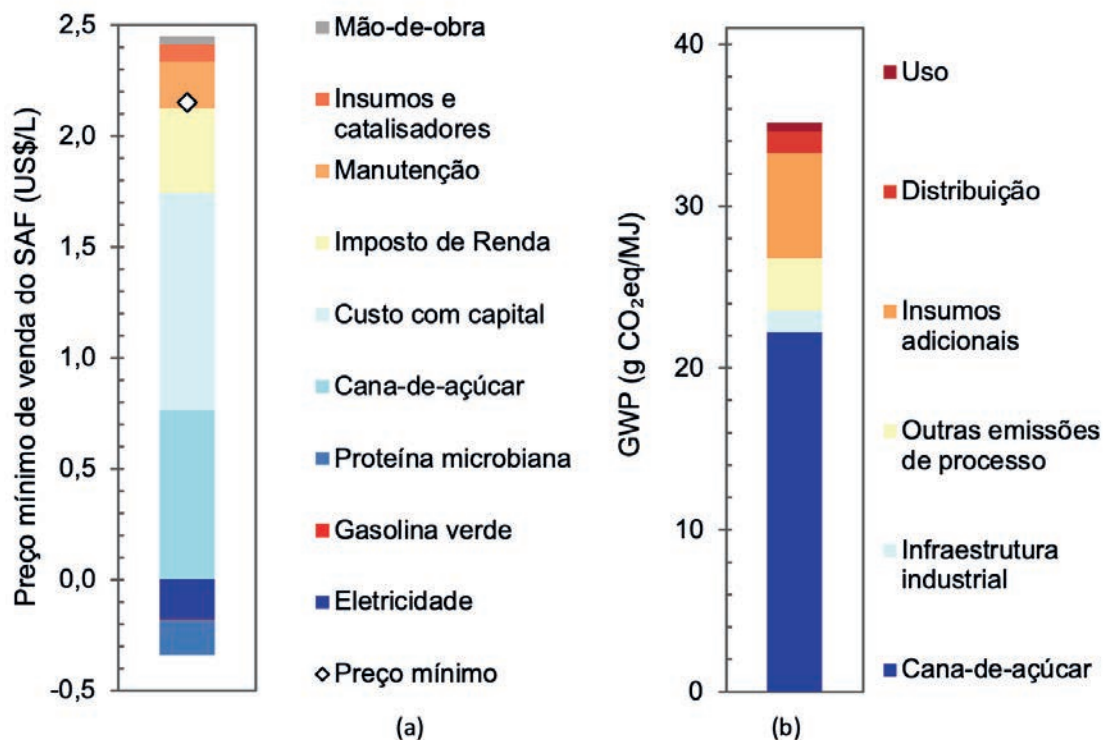 Preço mínimo de venda do SAF (US$/L)
2,5
2,0
1,5
1,0
0,5
0,0
-0,5
Mão-de-obra
Insumos e
catalisadores
Manutenção
Imposto de Renda
Custo com capital
Cana-de-açúcar
Proteína microbiana
Gasolina verde
Eletricidade
Preço mínimo
(a)
GWP (g CO₂eq/MJ)
40
30
20
10
0
Uso
Distribuição
Insumos
adicionais
Outras emissões
de processo
Infraestrutura
industrial
Cana-de-açúcar
(b)